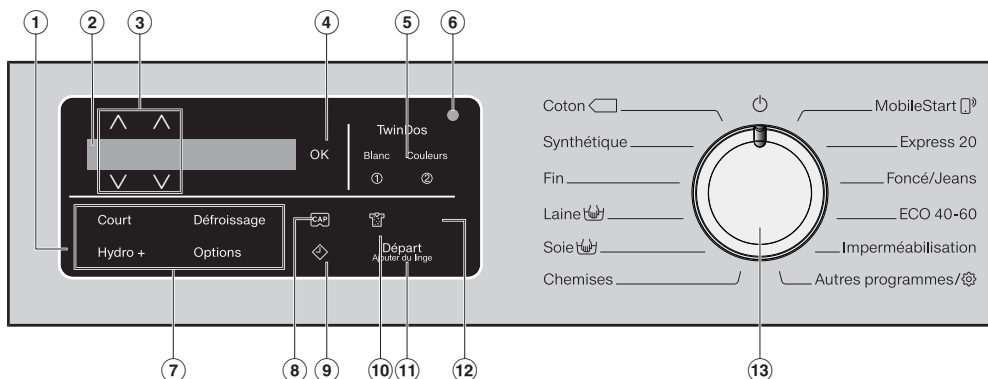 1 2 3 4 5 6
TwinDos
OK
Blanc Couleurs
① ②
Court Défroissage
CAP
Hydro + Options
Départ
Ajouter du linge
7 8 9 10 11 12
Coton
Synthétique
Fin
Laine
Soie
Chemises
MobileStart
Express 20
Foncé/Jeans
ECO 40-60
Imperméabilisation
Autres programmes/
13